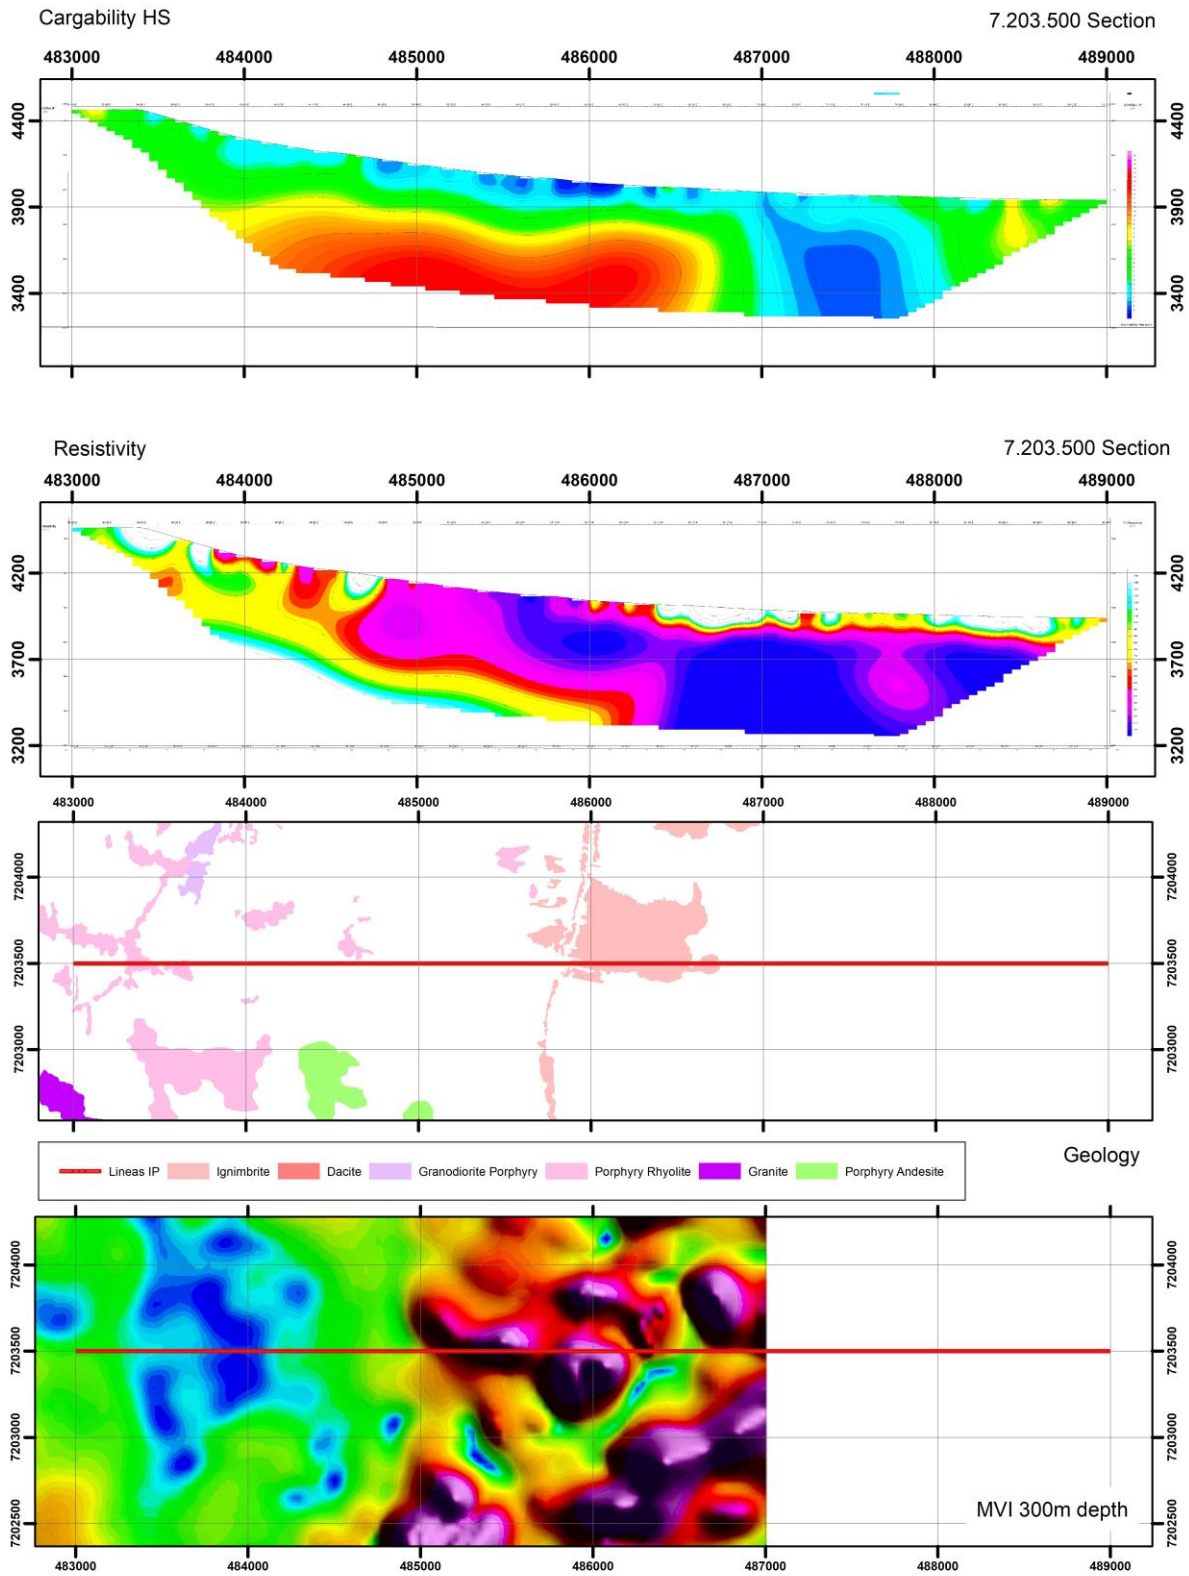 Cargability HS 7.203.500 Section
483000 484000 485000 486000 487000 488000 489000
4400 4400
3900 3900
3400 3400
Resistivity 7.203.500 Section
483000 484000 485000 486000 487000 488000 489000
4200 4200
3700 3700
3200 3200
483000 484000 485000 486000 487000 488000 489000
7204000 7204000
7203500 7203500
7203000 7203000
Lineas IP Ignimbrite Dacite Granodiorite Porphyry Porphyry Rhyolite Granite Porphyry Andesite
Geology
7204000 7204000
7203500 7203500
7203000 7203000
7202500 7202500
MVI 300m depth
483000 484000 485000 486000 487000 488000 489000